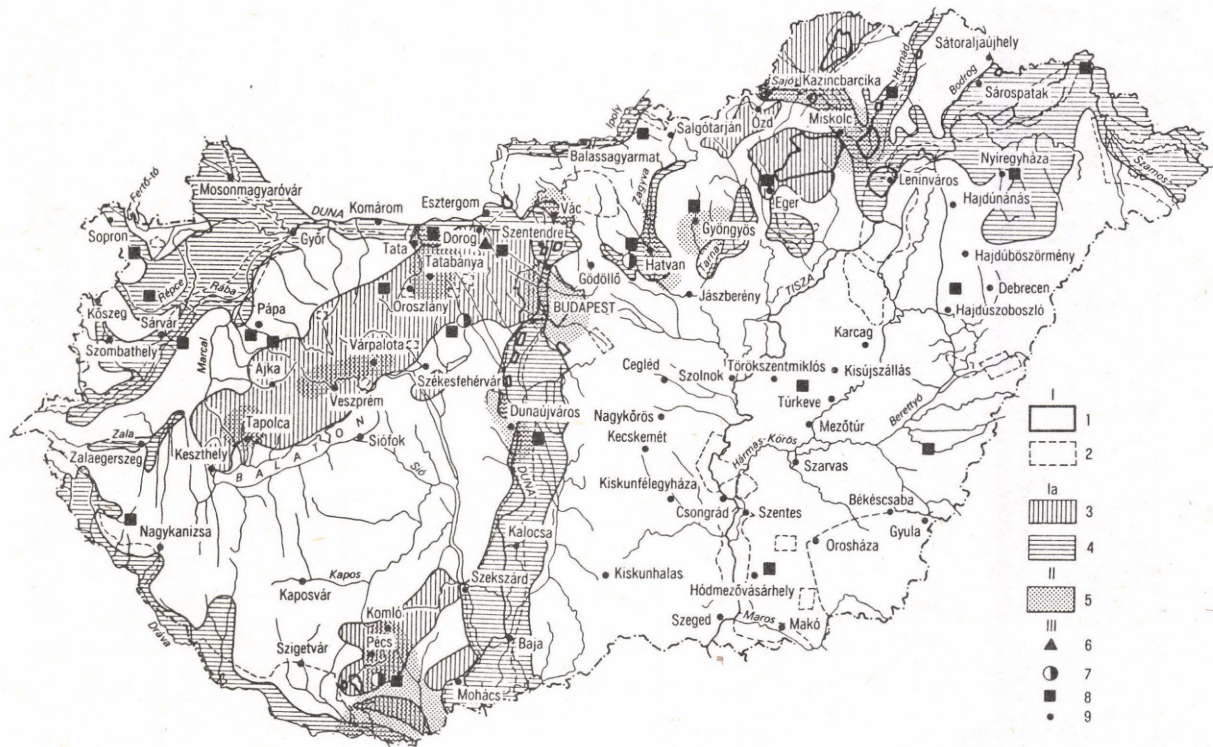 Sátoraljaújhely
Sajó
Kazincbarcika
Hernád
Bodrog
Sárospatak
Ózd
Miskolc
Ipoly
Salgótarján
Balassagyarmat
Szamos
Nyíregyháza
Leninváros
Hajdúnánás
Mosonmagyaróvár
Fertő-tó
DUNA
Komárom
Esztergom
Vác
Zagyva
Eger
Sopron
Győr
Tata
Dorog
Szentendre
Gyöngyös
Tarna
Hajdúböszörmény
Tatabánya
Gödöllő
Hatvan
TISZA
Répce
Rába
Oroszlány
Jászberény
Debrecen
Kőszeg
Sárvár
Pápa
BUDAPEST
Hajdúszoboszló
Szombathely
Marcal
Várpalota
Karcag
Ajka
Székesfehérvár
Cegléd
Szolnok
Törökszentmiklós
Kisújszállás
Veszprém
Túrkeve
I
Tapolca
Dunaújváros
Nagykőrös
Berettyó
1
Zala
Siófok
Kecskemét
Mezőtúr
2
Zalaegerszeg
Keszthely
BALATON
Sió
DUNA
Hármas-Körös
Szarvas
Ia
Kiskunfélegyháza
Békéscsaba
3
Csongrád
Szentes
Nagykanizsa
Kalocsa
Gyula
4
Orosháza
II
Kapos
Szekszárd
Kiskunhalas
5
Kaposvár
Hódmezővásárhely
III
Komló
Szeged
Maros
Makó
6
Dráva
Pécs
Baja
7
Szigetvár
Mohács
8
9